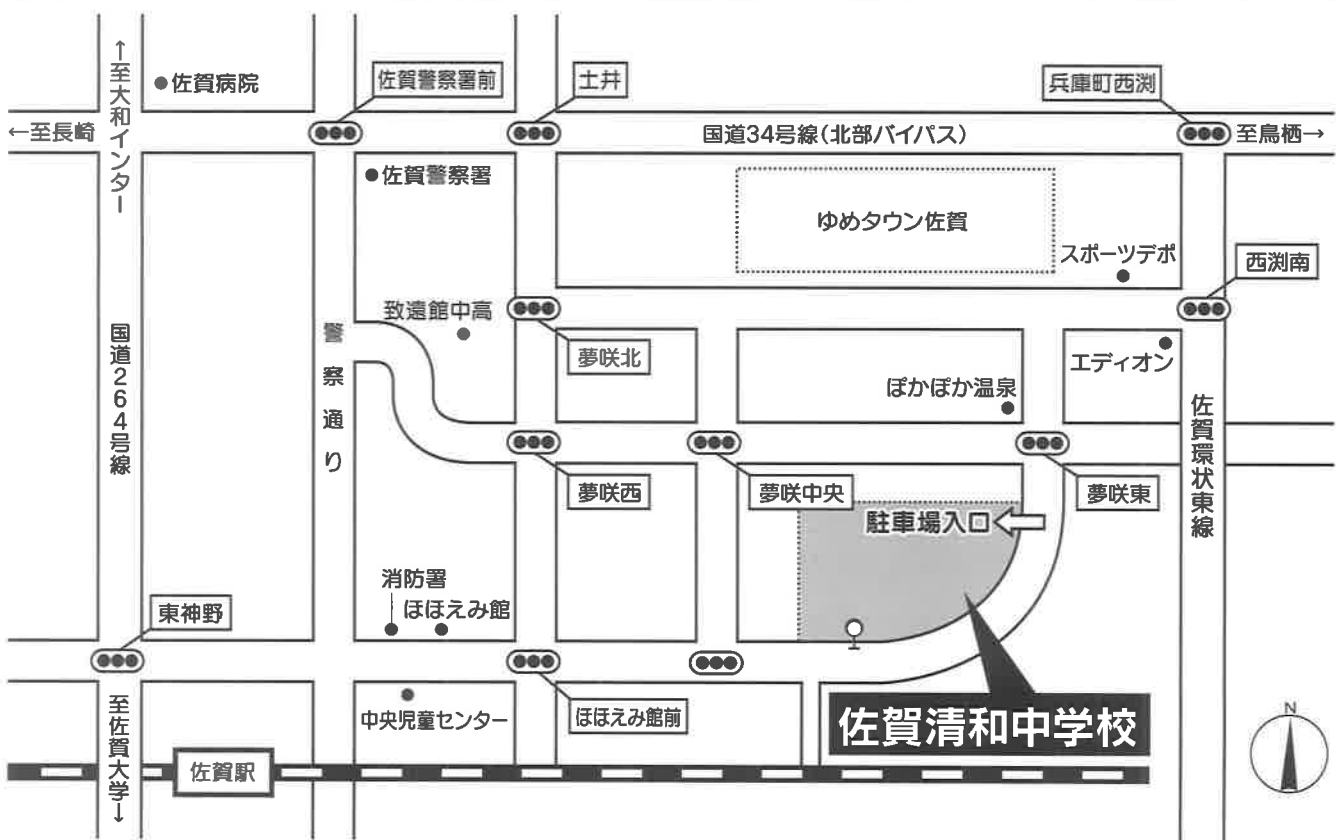 ↑至大和インター
佐賀病院
佐賀警察署前
土井
兵庫町西渕
←至長崎
国道34号線(北部バイパス)
至鳥栖→
佐賀警察署
ゆめタウン佐賀
スポーツデポ
西渕南
致遠館中高
国道264号線
警察通り
夢咲北
エディオン
ぽかぽか温泉
佐賀環状東線
夢咲西
夢咲中央
夢咲東
駐車場入口
消防署
ほほえみ館
東神野
至佐賀大学↓
中央児童センター
ほほえみ館前
佐賀清和中学校
佐賀駅
N